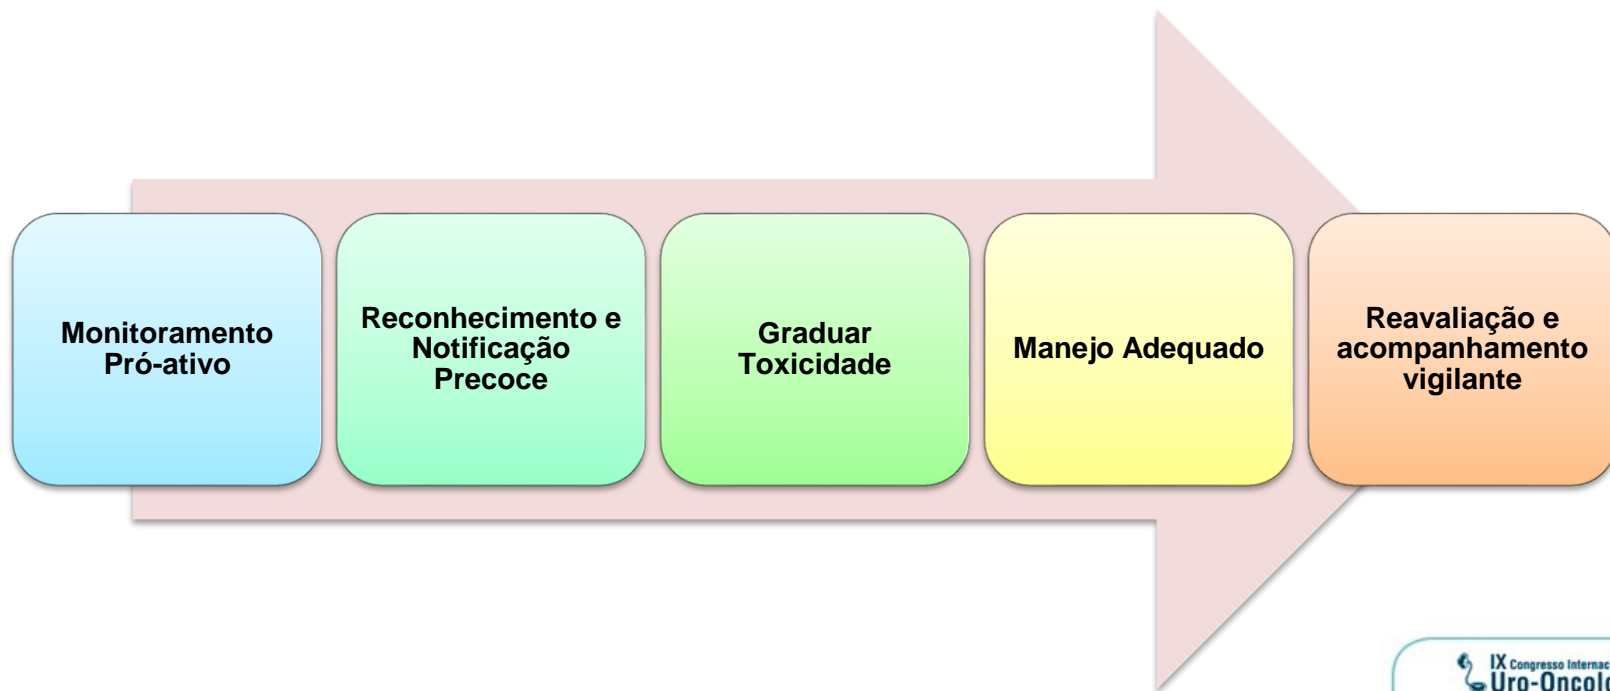 Monitoramento
Pró-ativo
Reconhecimento e
Notificação
Precoce
Graduar
Toxicidade
Manejo Adequado
Reavaliação e
acompanhamento
vigilante
IX Congresso